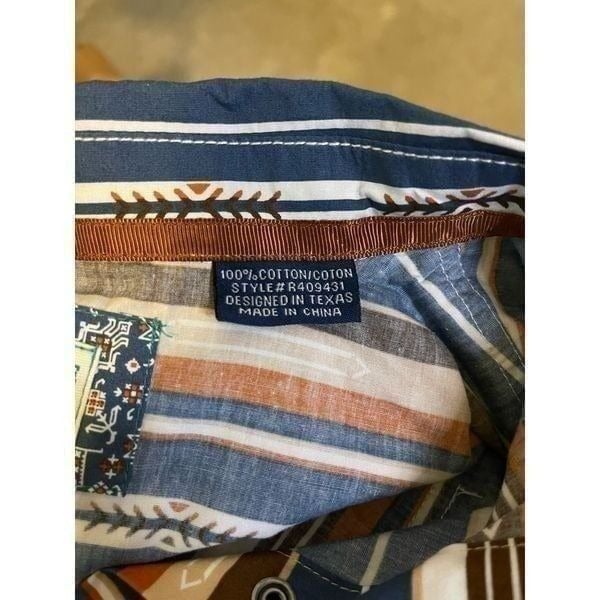 100% COTTON/COTON
STYLE# R409431
DESIGNED IN TEXAS
MADE IN CHINA